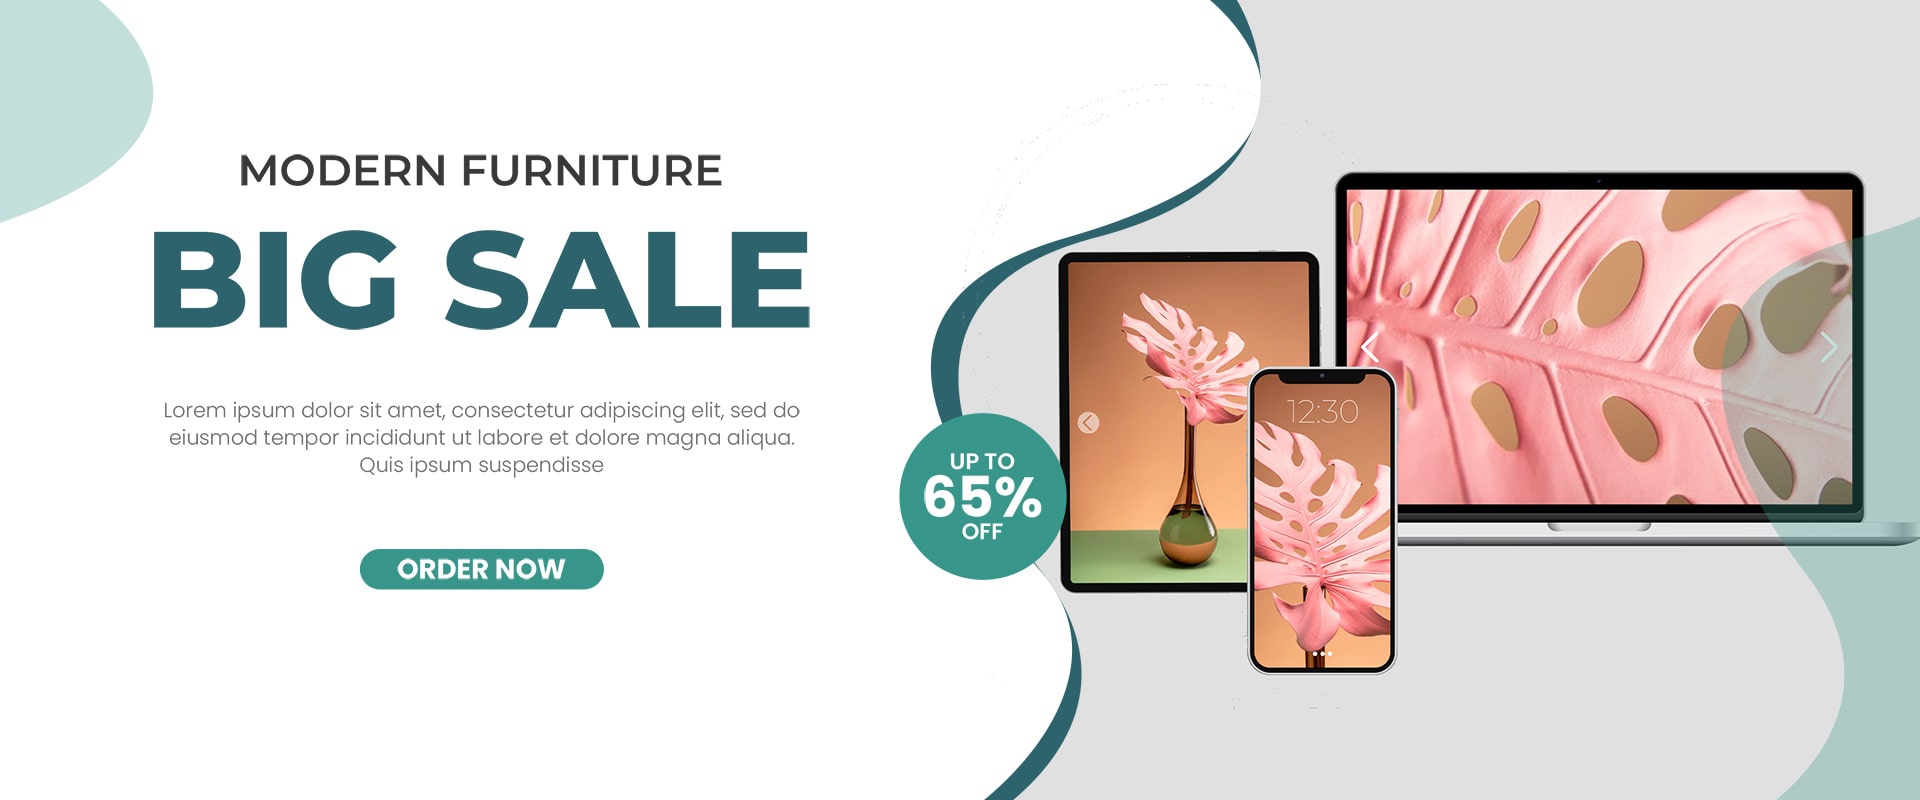 MODERN FURNITURE
BIG SALE
Lorem ipsum dolor sit amet, consectetur adipiscing elit, sed do
eiusmod tempor incididunt ut labore et dolore magna aliqua.
Quis ipsum suspendisse
ORDER NOW
UP TO
65%
OFF
12:30